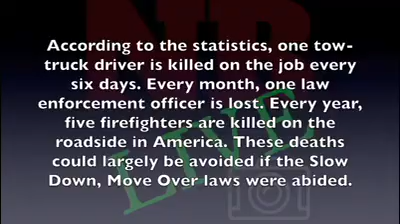 According to the statistics, one tow-
truck driver is killed on the job every
six days. Every month, one law
enforcement officer is lost. Every year,
five firefighters are killed on the
roadside in America. These deaths
could largely be avoided if the Slow
Down, Move Over laws were abided.
LIVE